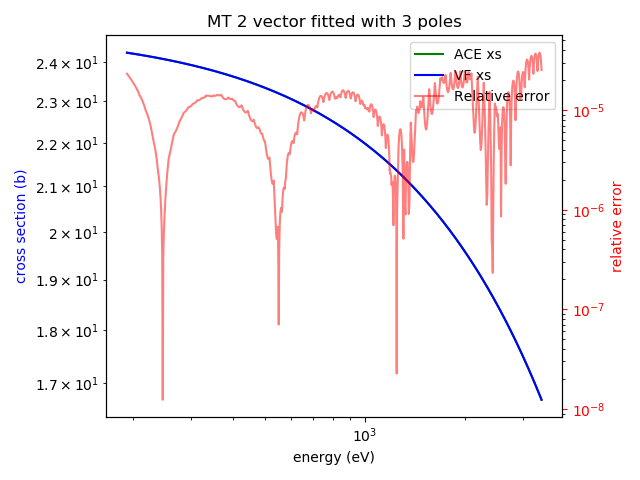 MT 2 vector fitted with 3 poles
ACE xs
VF xs
Relative error
2.4 × 10¹
2.3 × 10¹
2.2 × 10¹
2.1 × 10¹
2 × 10¹
1.9 × 10¹
1.8 × 10¹
1.7 × 10¹
cross section (b)
10⁻⁵
10⁻⁶
10⁻⁷
10⁻⁸
relative error
10³
energy (eV)